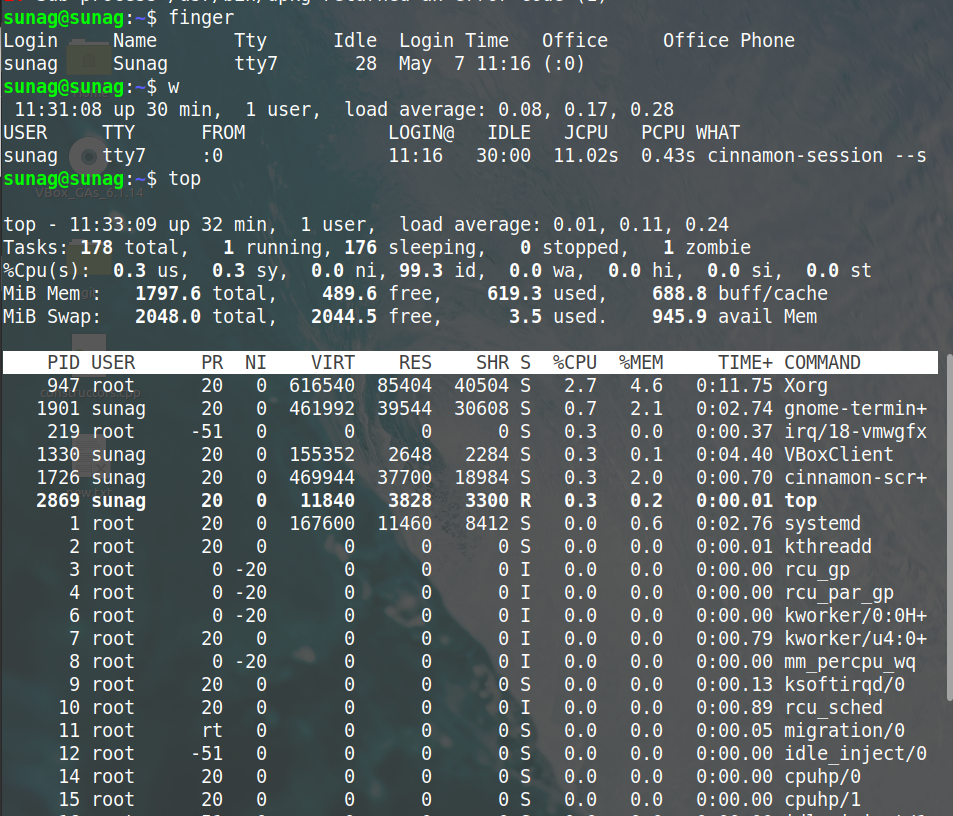 E: Sub-process /usr/bin/dpkg returned an error code (1)
sunag@sunag:~$ finger
Login     Name       Tty      Idle  Login Time   Office     Office Phone
sunag     Sunag      tty7       28  May  7 11:16 (:0)
sunag@sunag:~$ w
 11:31:08 up 30 min,  1 user,  load average: 0.08, 0.17, 0.28
USER     TTY      FROM             LOGIN@   IDLE   JCPU   PCPU WHAT
sunag    tty7     :0               11:16   30:00  11.02s  0.43s cinnamon-session --s
sunag@sunag:~$ top
VBox_GAs_6.1.14
top - 11:33:09 up 32 min,  1 user,  load average: 0.01, 0.11, 0.24
Tasks: 178 total,   1 running, 176 sleeping,   0 stopped,   1 zombie
%Cpu(s):  0.3 us,  0.3 sy,  0.0 ni, 99.3 id,  0.0 wa,  0.0 hi,  0.0 si,  0.0 st
MiB Mem :   1797.6 total,    489.6 free,    619.3 used,    688.8 buff/cache
MiB Swap:   2048.0 total,   2044.5 free,      3.5 used.    945.9 avail Mem
    PID USER      PR  NI    VIRT    RES    SHR S  %CPU  %MEM     TIME+ COMMAND
    947 root      20   0  616540  85404  40504 S   2.7   4.6   0:11.75 Xorg
constructors.cpp
   1901 sunag     20   0  461992  39544  30608 S   0.7   2.1   0:02.74 gnome-termin+
    219 root     -51   0       0      0      0 S   0.3   0.0   0:00.37 irq/18-vmwgfx
   1330 sunag     20   0  155352   2648   2284 S   0.3   0.1   0:04.40 VBoxClient
   1726 sunag     20   0  469944  37700  18984 S   0.3   2.0   0:00.70 cinnamon-scr+
   2869 sunag     20   0   11840   3828   3300 R   0.3   0.2   0:00.01 top
      1 root      20   0  167600  11460   8412 S   0.0   0.6   0:02.76 systemd
      2 root      20   0       0      0      0 S   0.0   0.0   0:00.01 kthreadd
      3 root       0 -20       0      0      0 I   0.0   0.0   0:00.00 rcu_gp
      4 root       0 -20       0      0      0 I   0.0   0.0   0:00.00 rcu_par_gp
      6 root       0 -20       0      0      0 I   0.0   0.0   0:00.00 kworker/0:0H+
      7 root      20   0       0      0      0 I   0.0   0.0   0:00.79 kworker/u4:0+
      8 root       0 -20       0      0      0 I   0.0   0.0   0:00.00 mm_percpu_wq
      9 root      20   0       0      0      0 S   0.0   0.0   0:00.13 ksoftirqd/0
     10 root      20   0       0      0      0 I   0.0   0.0   0:00.89 rcu_sched
     11 root      rt   0       0      0      0 S   0.0   0.0   0:00.05 migration/0
     12 root     -51   0       0      0      0 S   0.0   0.0   0:00.00 idle_inject/0
     14 root      20   0       0      0      0 S   0.0   0.0   0:00.00 cpuhp/0
     15 root      20   0       0      0      0 S   0.0   0.0   0:00.00 cpuhp/1